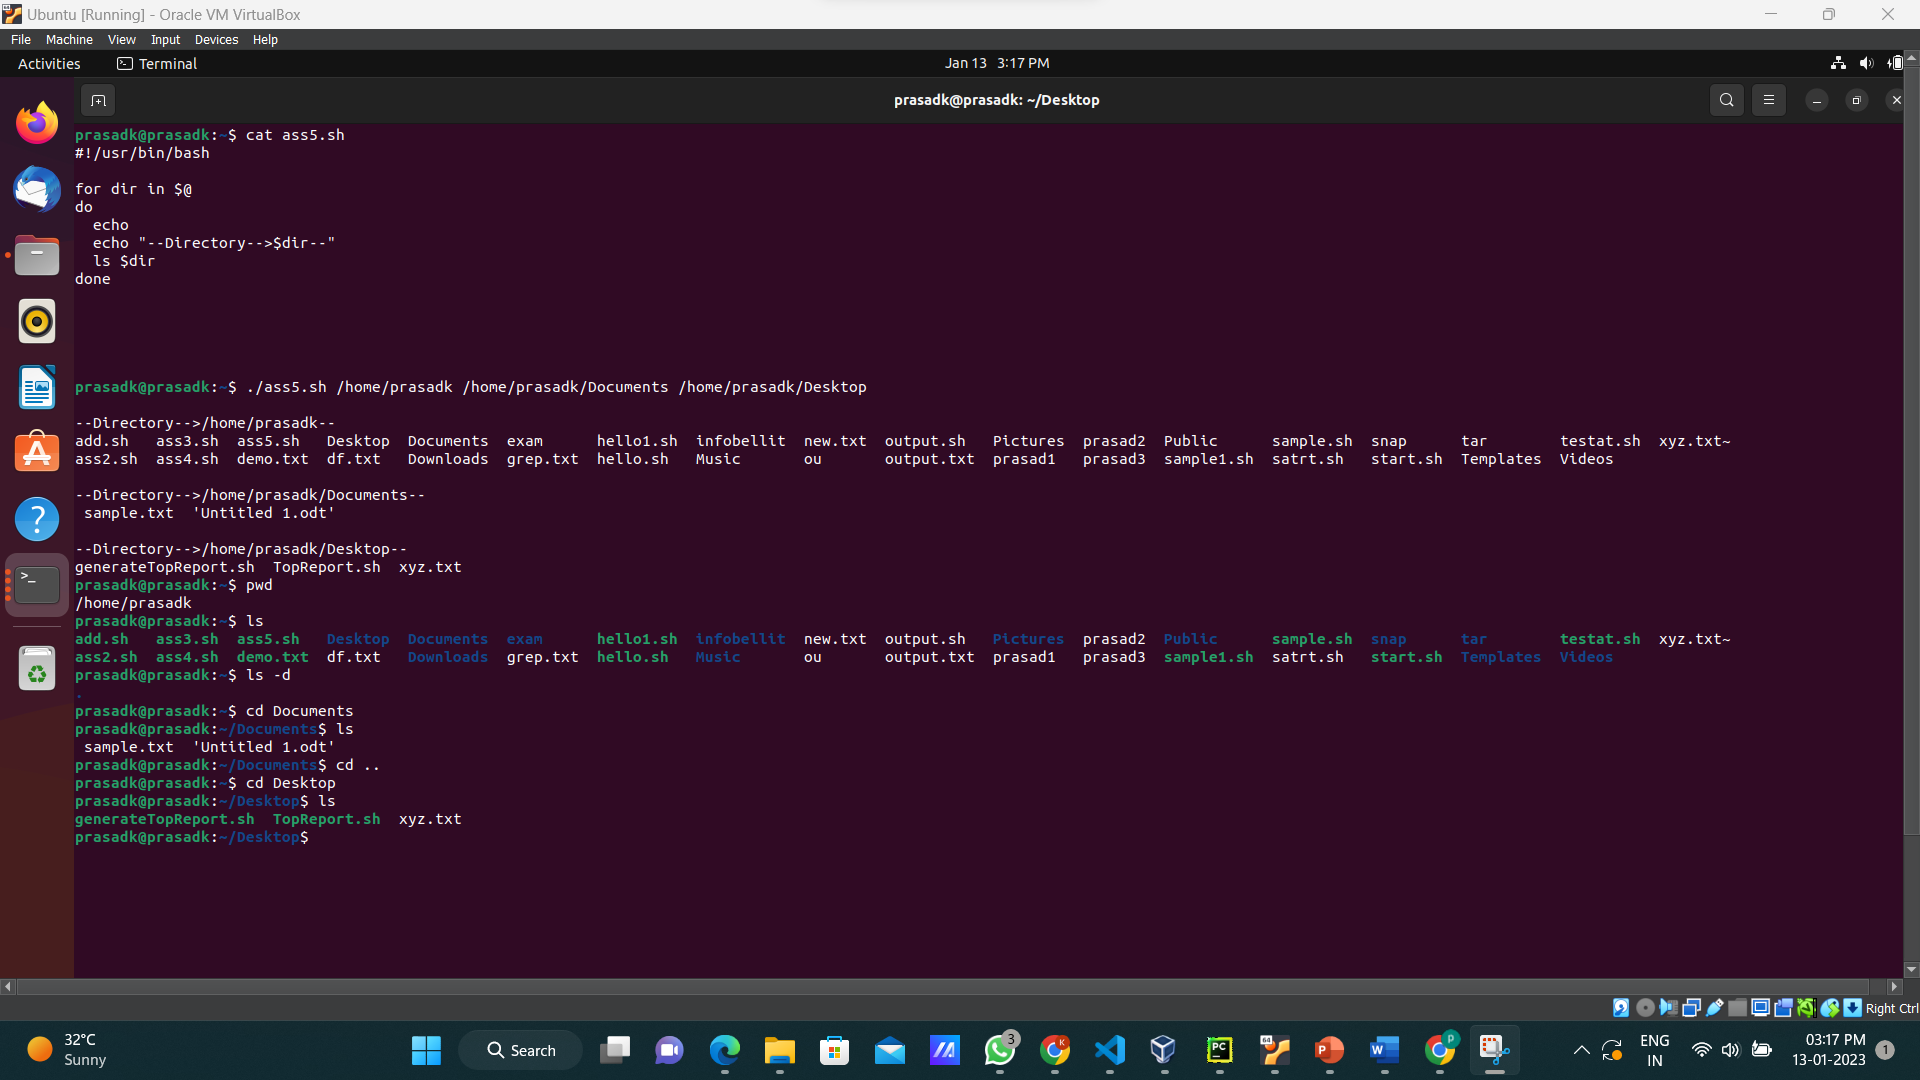 Ubuntu [Running] - Oracle VM VirtualBox
File Machine View Input Devices Help
Activities Terminal Jan 13 3:17 PM
prasadk@prasadk: ~/Desktop
prasadk@prasadk:~$ cat ass5.sh
#!/usr/bin/bash
for dir in $@
do
echo
echo "--Directory-->$dir--"
ls $dir
done
prasadk@prasadk:~$ ./ass5.sh /home/prasadk /home/prasadk/Documents /home/prasadk/Desktop
--Directory-->/home/prasadk--
add.sh ass3.sh ass5.sh Desktop Documents exam hello1.sh infobellit new.txt output.sh Pictures prasad2 Public sample.sh snap tar testat.sh xyz.txt~
ass2.sh ass4.sh demo.txt df.txt Downloads grep.txt hello.sh Music ou output.txt prasad1 prasad3 sample1.sh satrt.sh start.sh Templates Videos
--Directory-->/home/prasadk/Documents--
sample.txt 'Untitled 1.odt'
--Directory-->/home/prasadk/Desktop--
generateTopReport.sh TopReport.sh xyz.txt
prasadk@prasadk:~$ pwd
/home/prasadk
prasadk@prasadk:~$ ls
add.sh ass3.sh ass5.sh Desktop Documents exam hello1.sh infobellit new.txt output.sh Pictures prasad2 Public sample.sh snap tar testat.sh xyz.txt~
ass2.sh ass4.sh demo.txt df.txt Downloads grep.txt hello.sh Music ou output.txt prasad1 prasad3 sample1.sh satrt.sh start.sh Templates Videos
prasadk@prasadk:~$ ls -d
.
prasadk@prasadk:~$ cd Documents
prasadk@prasadk:~/Documents$ ls
sample.txt 'Untitled 1.odt'
prasadk@prasadk:~/Documents$ cd ..
prasadk@prasadk:~$ cd Desktop
prasadk@prasadk:~/Desktop$ ls
generateTopReport.sh TopReport.sh xyz.txt
prasadk@prasadk:~/Desktop$
Right Ctrl
32°C
Sunny
Search
3
K
PC
64
P
W
P
ENG
IN
03:17 PM
13-01-2023
1